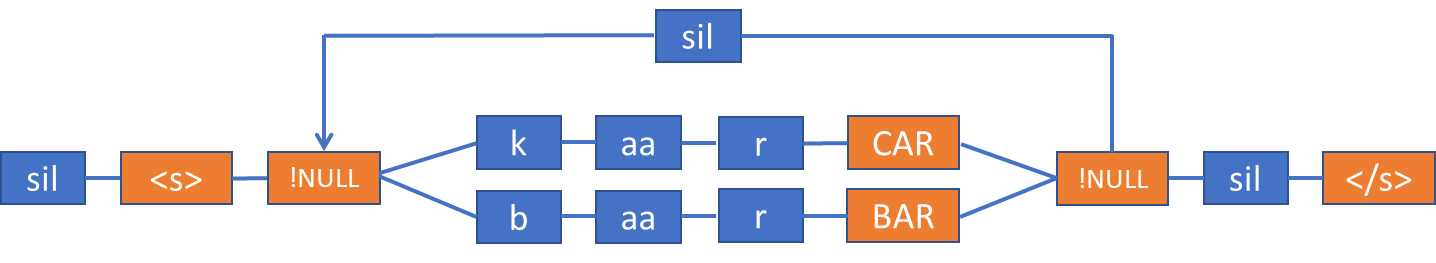 sil
k aa r CAR
sil <s> !NULL !NULL sil </s>
b aa r BAR